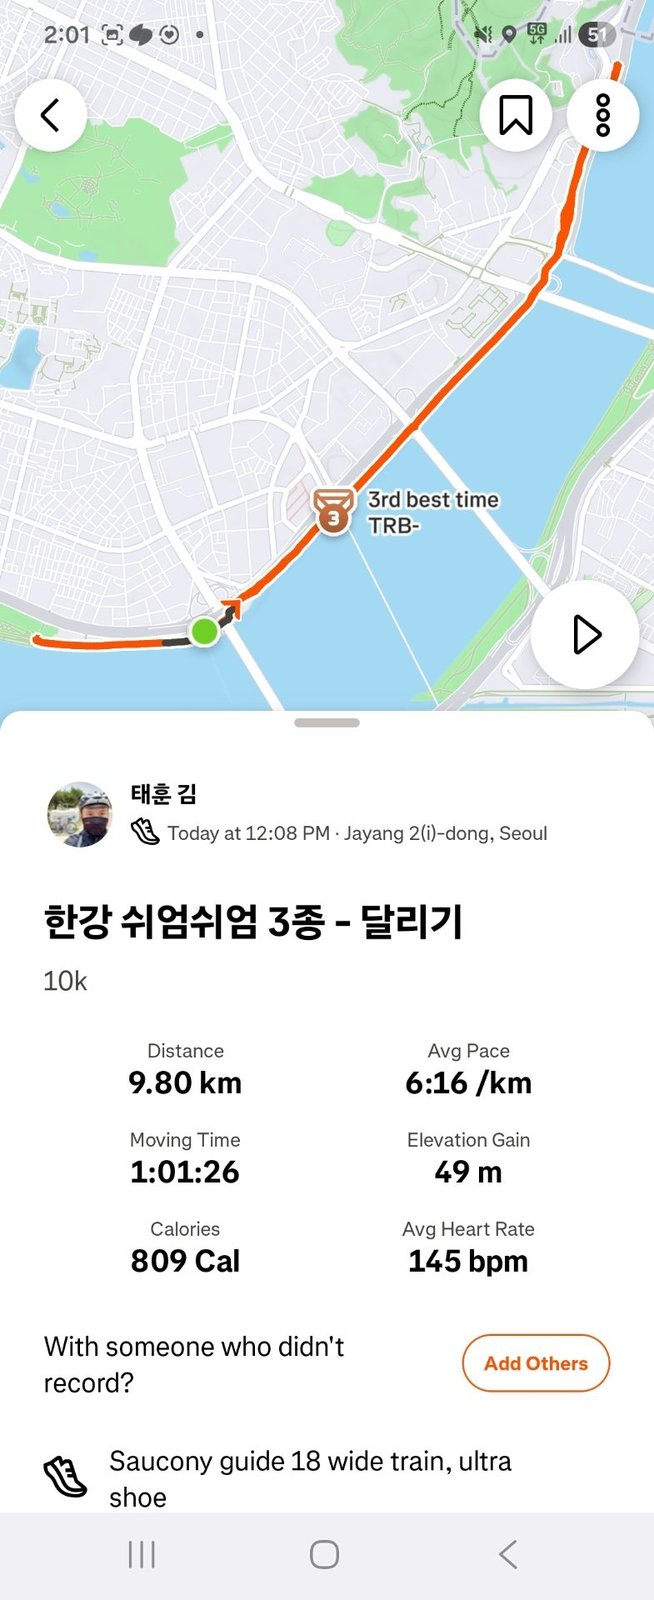 2:01
5G
51
3
3rd best time
TRB-
태훈 김
Today at 12:08 PM · Jayang 2(i)-dong, Seoul
한강 쉬엄쉬엄 3종 - 달리기
10k
Distance
Avg Pace
9.80 km
6:16 /km
Moving Time
Elevation Gain
1:01:26
49 m
Calories
Avg Heart Rate
809 Cal
145 bpm
With someone who didn't
record?
Add Others
Saucony guide 18 wide train, ultra
shoe